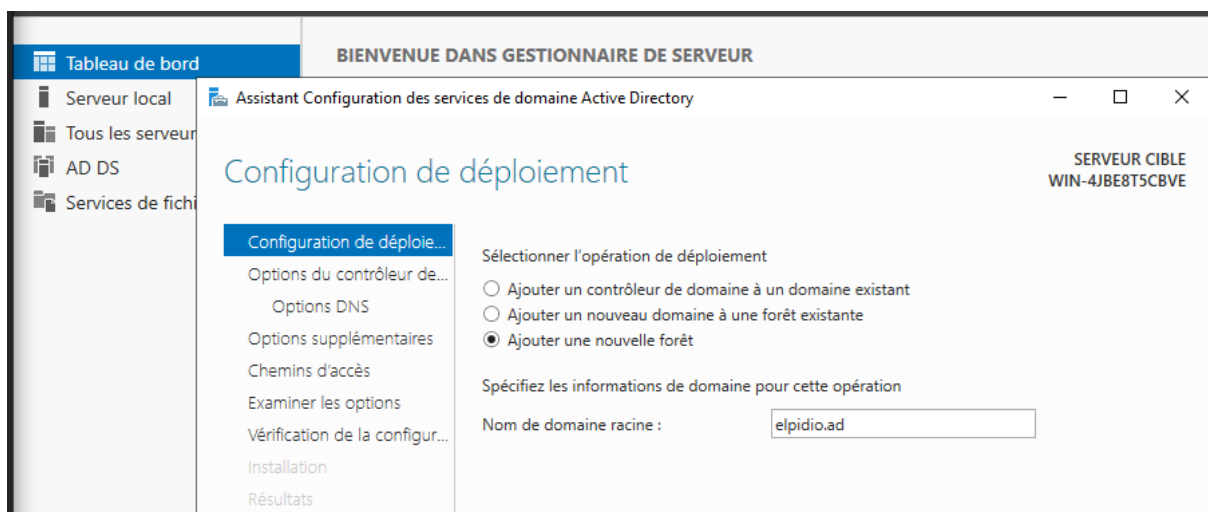 BIENVENUE DANS GESTIONNAIRE DE SERVEUR
Tableau de bord
Serveur local
Tous les serveur
AD DS
Services de fichi
Assistant Configuration des services de domaine Active Directory
Configuration de déploiement
SERVEUR CIBLE
WIN-4JBE8T5CBVE
Configuration de déploie...
Options du contrôleur de...
Options DNS
Options supplémentaires
Chemins d'accès
Examiner les options
Vérification de la configur...
Installation
Résultats
Sélectionner l'opération de déploiement
Ajouter un contrôleur de domaine à un domaine existant
Ajouter un nouveau domaine à une forêt existante
Ajouter une nouvelle forêt
Spécifiez les informations de domaine pour cette opération
Nom de domaine racine : elpidio.ad